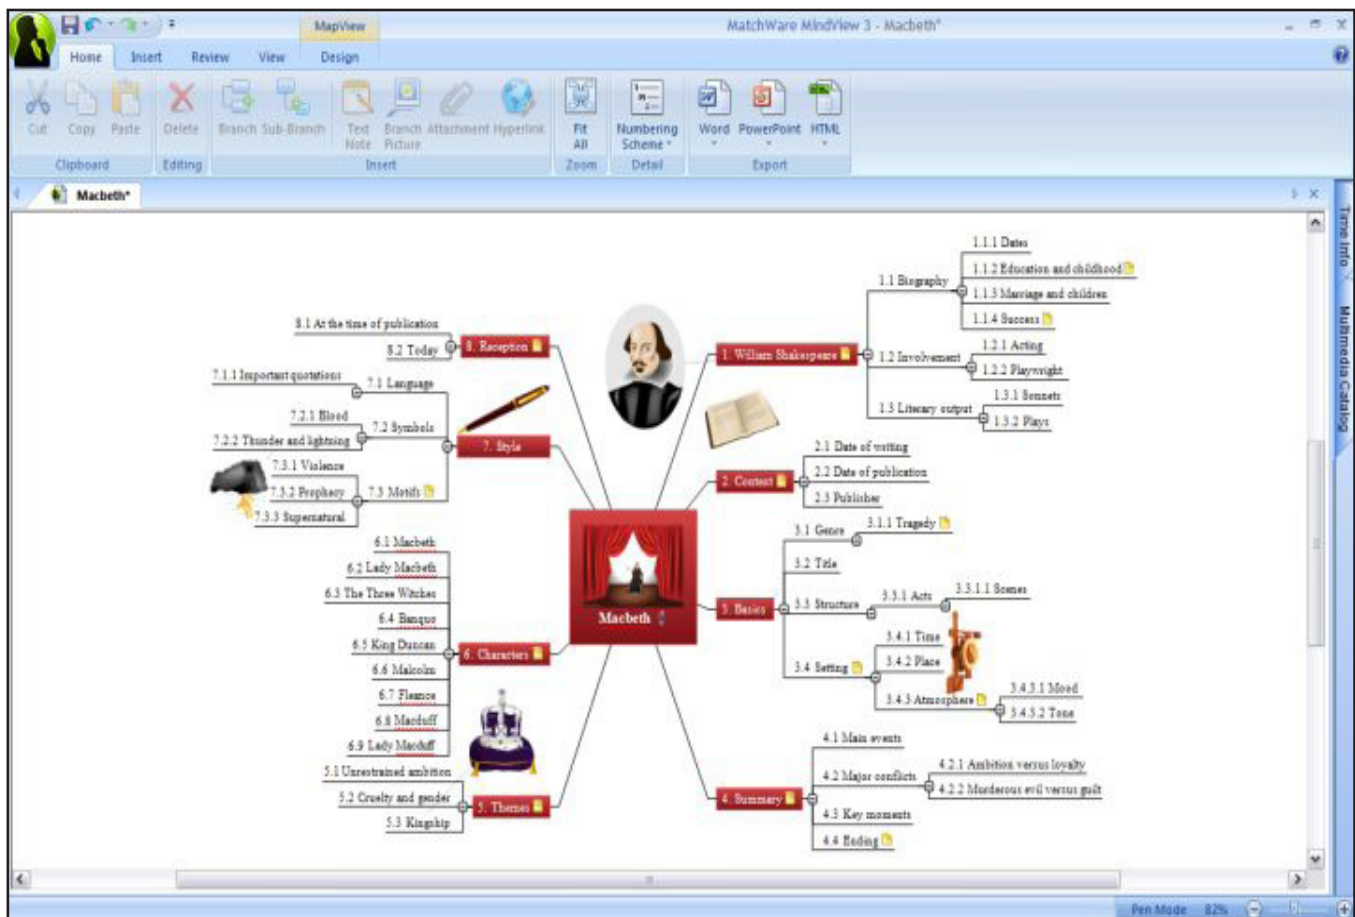 MapView
MatchWare MindView 3 - Macbeth*
Home Insert Review View Design
Cut Copy Paste Delete Branch Sub-Branch Text Note Branch Picture Attachment Hyperlink Fit All Numbering Scheme Word PowerPoint HTML
Clipboard Editing Insert Zoom Detail Export
Macbeth*
Time Info
Multimedia Catalog
Macbeth
1. William Shakespeare
1.1 Biography
1.1.1 Dates
1.1.2 Education and childhood
1.1.3 Marriage and children
1.1.4 Success
1.2 Involvement
1.2.1 Acting
1.2.2 Playwright
1.3 Literary output
1.3.1 Sonnets
1.3.2 Plays
2. Context
2.1 Date of writing
2.2 Date of publication
2.3 Publisher
3. Basics
3.1 Genre
3.1.1 Tragedy
3.2 Title
3.3 Structure
3.3.1 Acts
3.3.1.1 Scenes
3.4 Setting
3.4.1 Time
3.4.2 Place
3.4.3 Atmosphere
3.4.3.1 Mood
3.4.3.2 Tone
4. Summary
4.1 Main events
4.2 Major conflicts
4.2.1 Ambition versus loyalty
4.2.2 Murderous evil versus guilt
4.3 Key moments
4.4 Ending
5. Themes
5.1 Unrestrained ambition
5.2 Cruelty and gender
5.3 Kingship
6. Characters
6.1 Macbeth
6.2 Lady Macbeth
6.3 The Three Witches
6.4 Banquo
6.5 King Duncan
6.6 Malcolm
6.7 Fleance
6.8 Macduff
6.9 Lady Macduff
7. Style
7.1 Language
7.1.1 Important quotations
7.2 Symbols
7.2.1 Blood
7.2.2 Thunder and lightning
7.3 Motifs
7.3.1 Violence
7.3.2 Prophecy
7.3.3 Supernatural
8. Reception
8.1 At the time of publication
8.2 Today
Pen Mode 82%